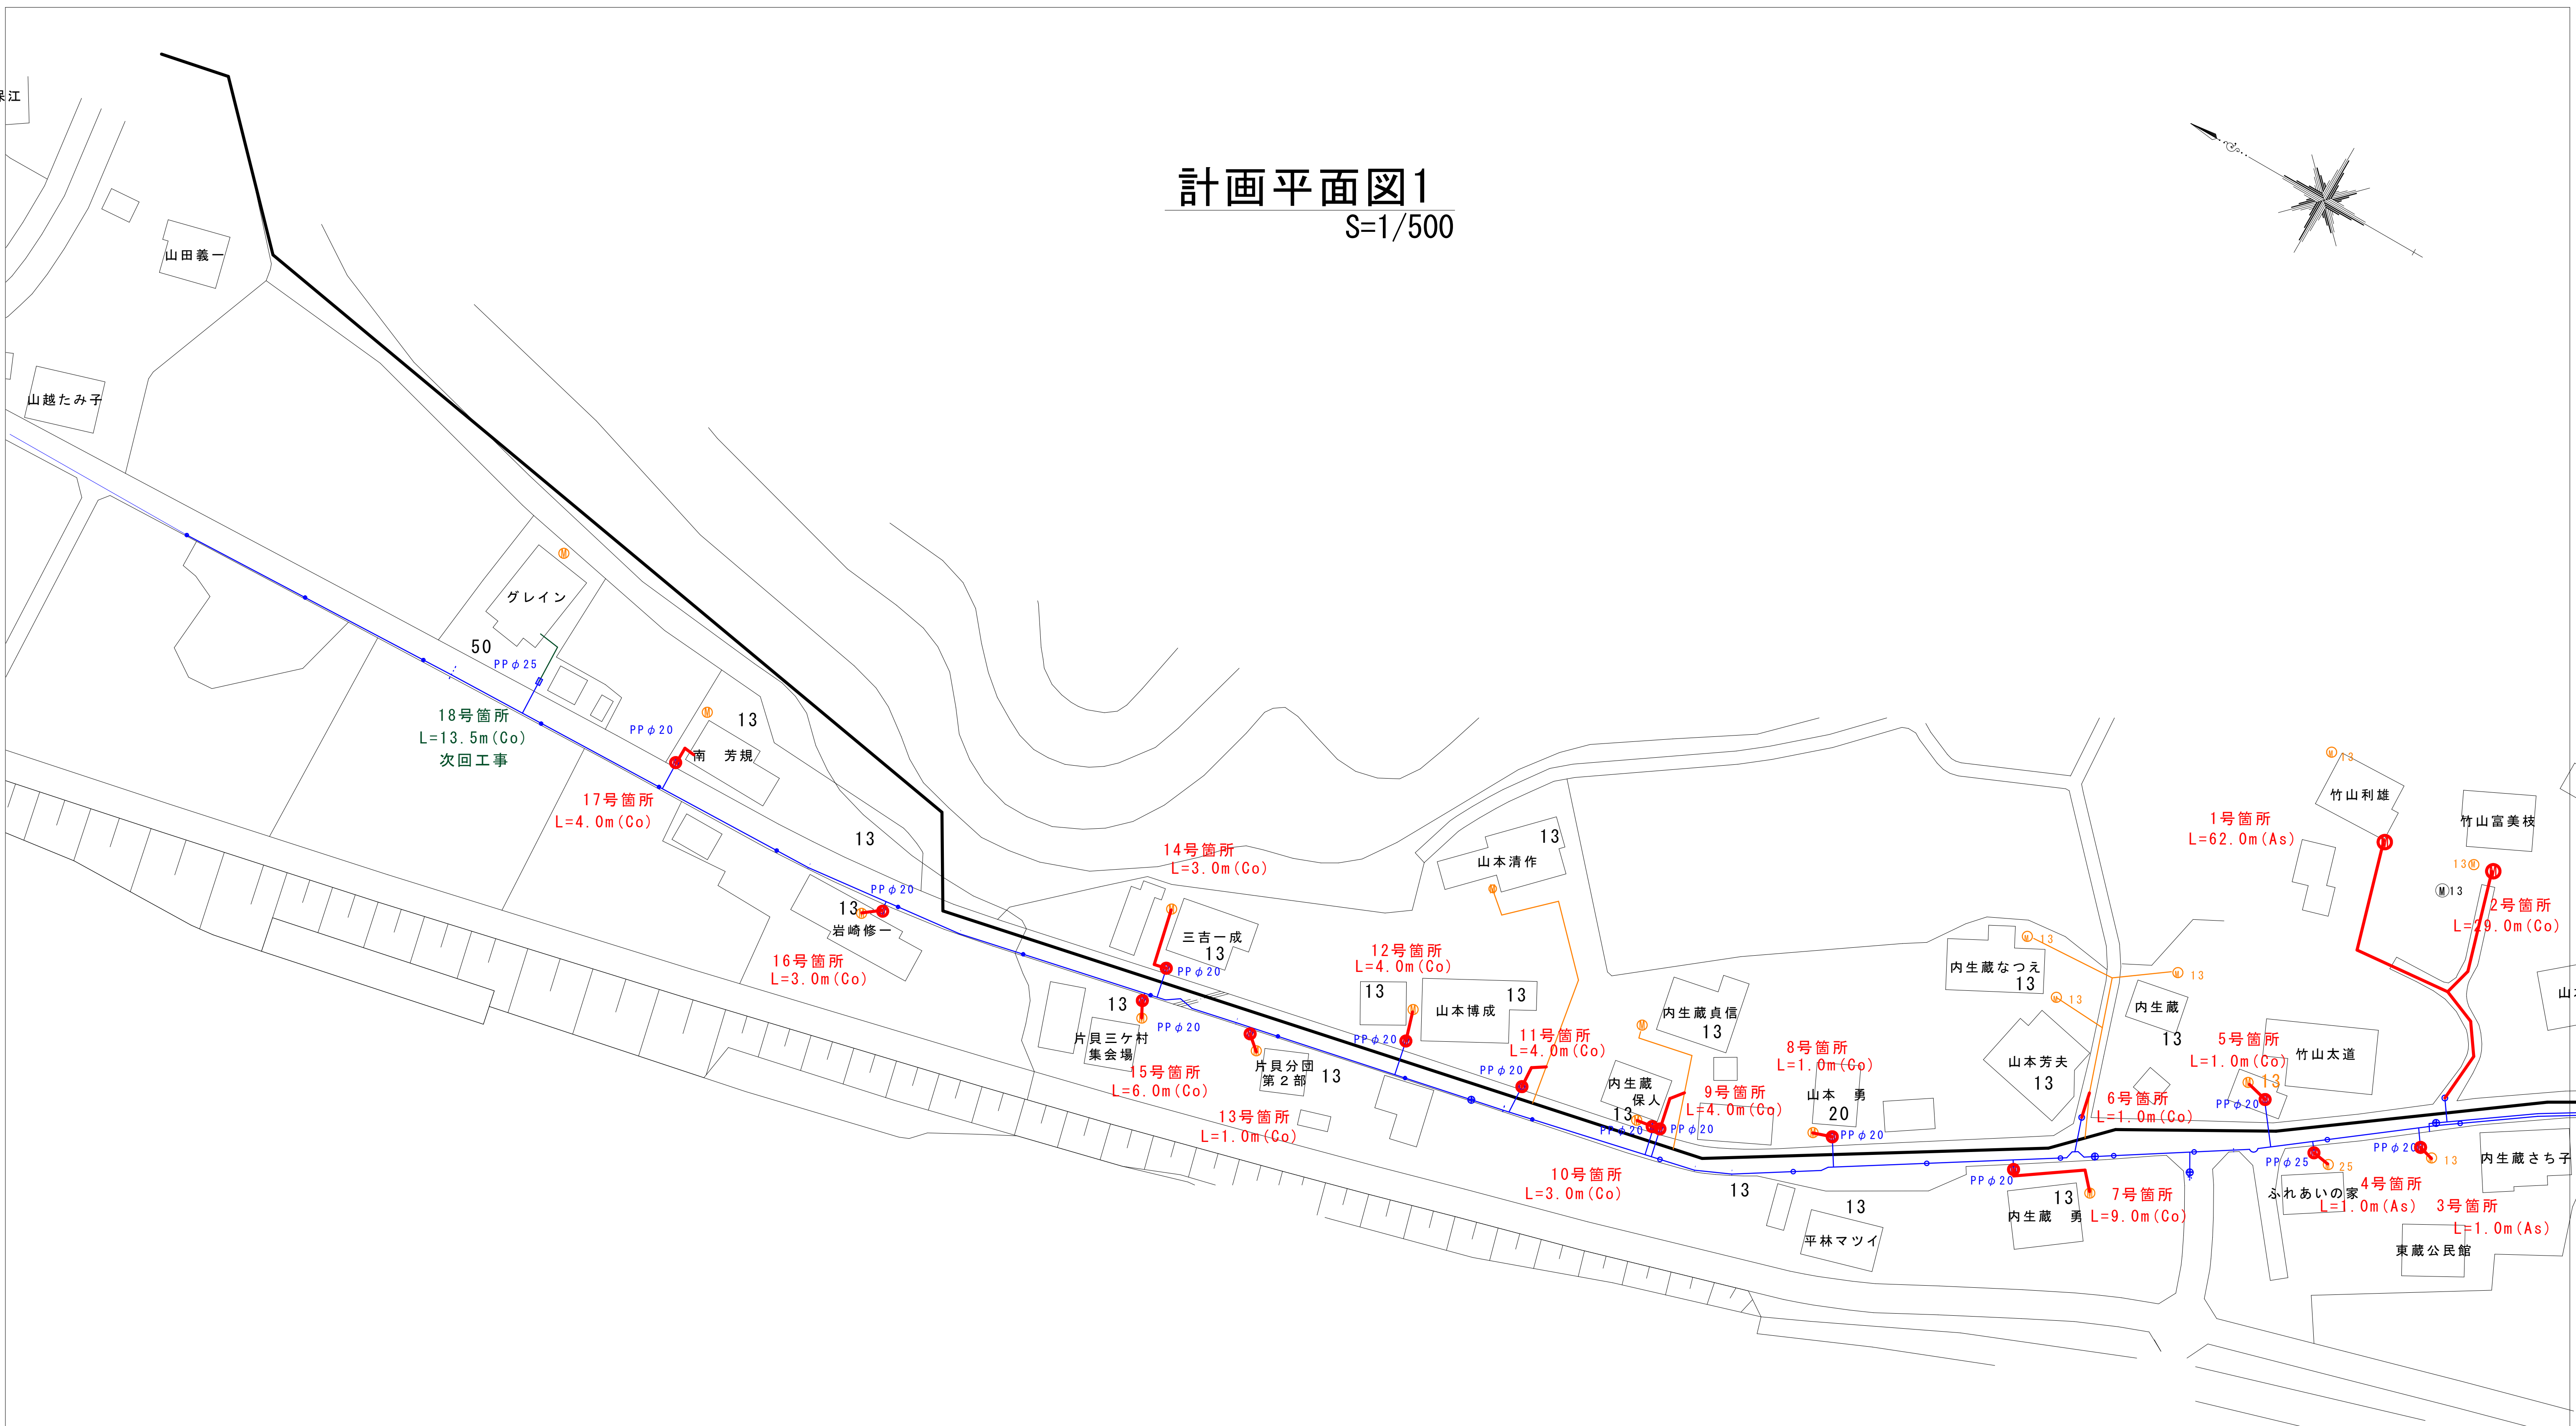 計画平面図1
S=1/500
山田義一
山越たみ子
グレイン
50
PPφ25
18号箇所
L=13.5m(Co)
次回工事
PPφ20
13
南　芳規
17号箇所
L=4.0m(Co)
13
PPφ20
13
岩崎修一
16号箇所
L=3.0m(Co)
14号箇所
L=3.0m(Co)
三吉一成
13
PPφ20
13
PPφ20
片貝三ケ村
集会場
15号箇所
L=6.0m(Co)
片貝分団
第2部
13
13号箇所
L=1.0m(Co)
12号箇所
L=4.0m(Co)
13
PPφ20
山本博成
13
山本清作
13
11号箇所
L=4.0m(Co)
PPφ20
内生蔵貞信
13
内生蔵
保人
13
PPφ20
PPφ20
9号箇所
L=4.0m(Co)
10号箇所
L=3.0m(Co)
8号箇所
L=1.0m(Co)
山本　勇
20
PPφ20
13
13
平林マツイ
内生蔵なつえ
13
13
13
13
山本芳夫
13
内生蔵
13
6号箇所
L=1.0m(Co)
PPφ20
内生蔵　勇
13
7号箇所
L=9.0m(Co)
5号箇所
L=1.0m(Co)
13
PPφ20
竹山太道
1号箇所
L=62.0m(As)
竹山利雄
13
竹山富美枝
13Ⓜ
Ⓜ13
2号箇所
L=29.0m(Co)
PPφ25
25
ふれあいの家
4号箇所
L=1.0m(As)
PPφ20
13
3号箇所
L=1.0m(As)
内生蔵さち子
東蔵公民館